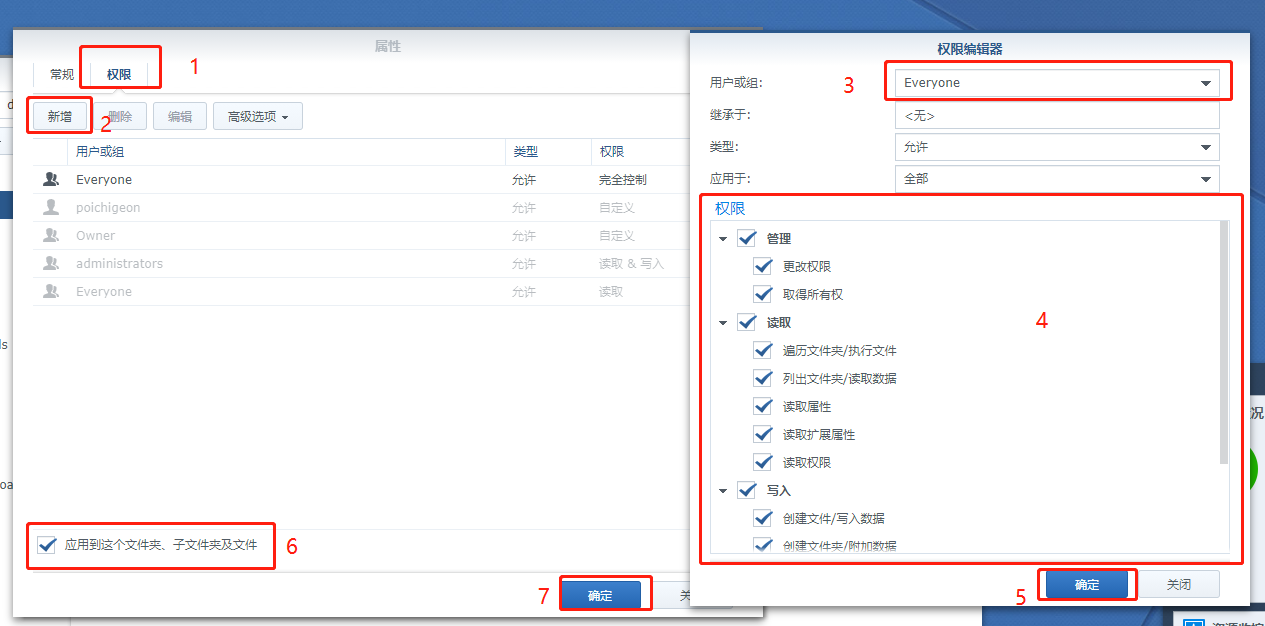 属性
常规
权限
1
新增
删除
编辑
高级选项
2
用户或组
类型
权限
Everyone
允许
完全控制
poichigeon
允许
自定义
Owner
允许
自定义
administrators
允许
读取 & 写入
Everyone
允许
读取
应用到这个文件夹、子文件夹及文件
6
7
确定
权限编辑器
用户或组:
3
Everyone
继承于:
<无>
类型:
允许
应用于:
全部
权限
管理
更改权限
取得所有权
4
读取
遍历文件夹/执行文件
列出文件夹/读取数据
读取属性
读取扩展属性
读取权限
写入
创建文件/写入数据
创建文件夹/附加数据
5
确定
关闭
况